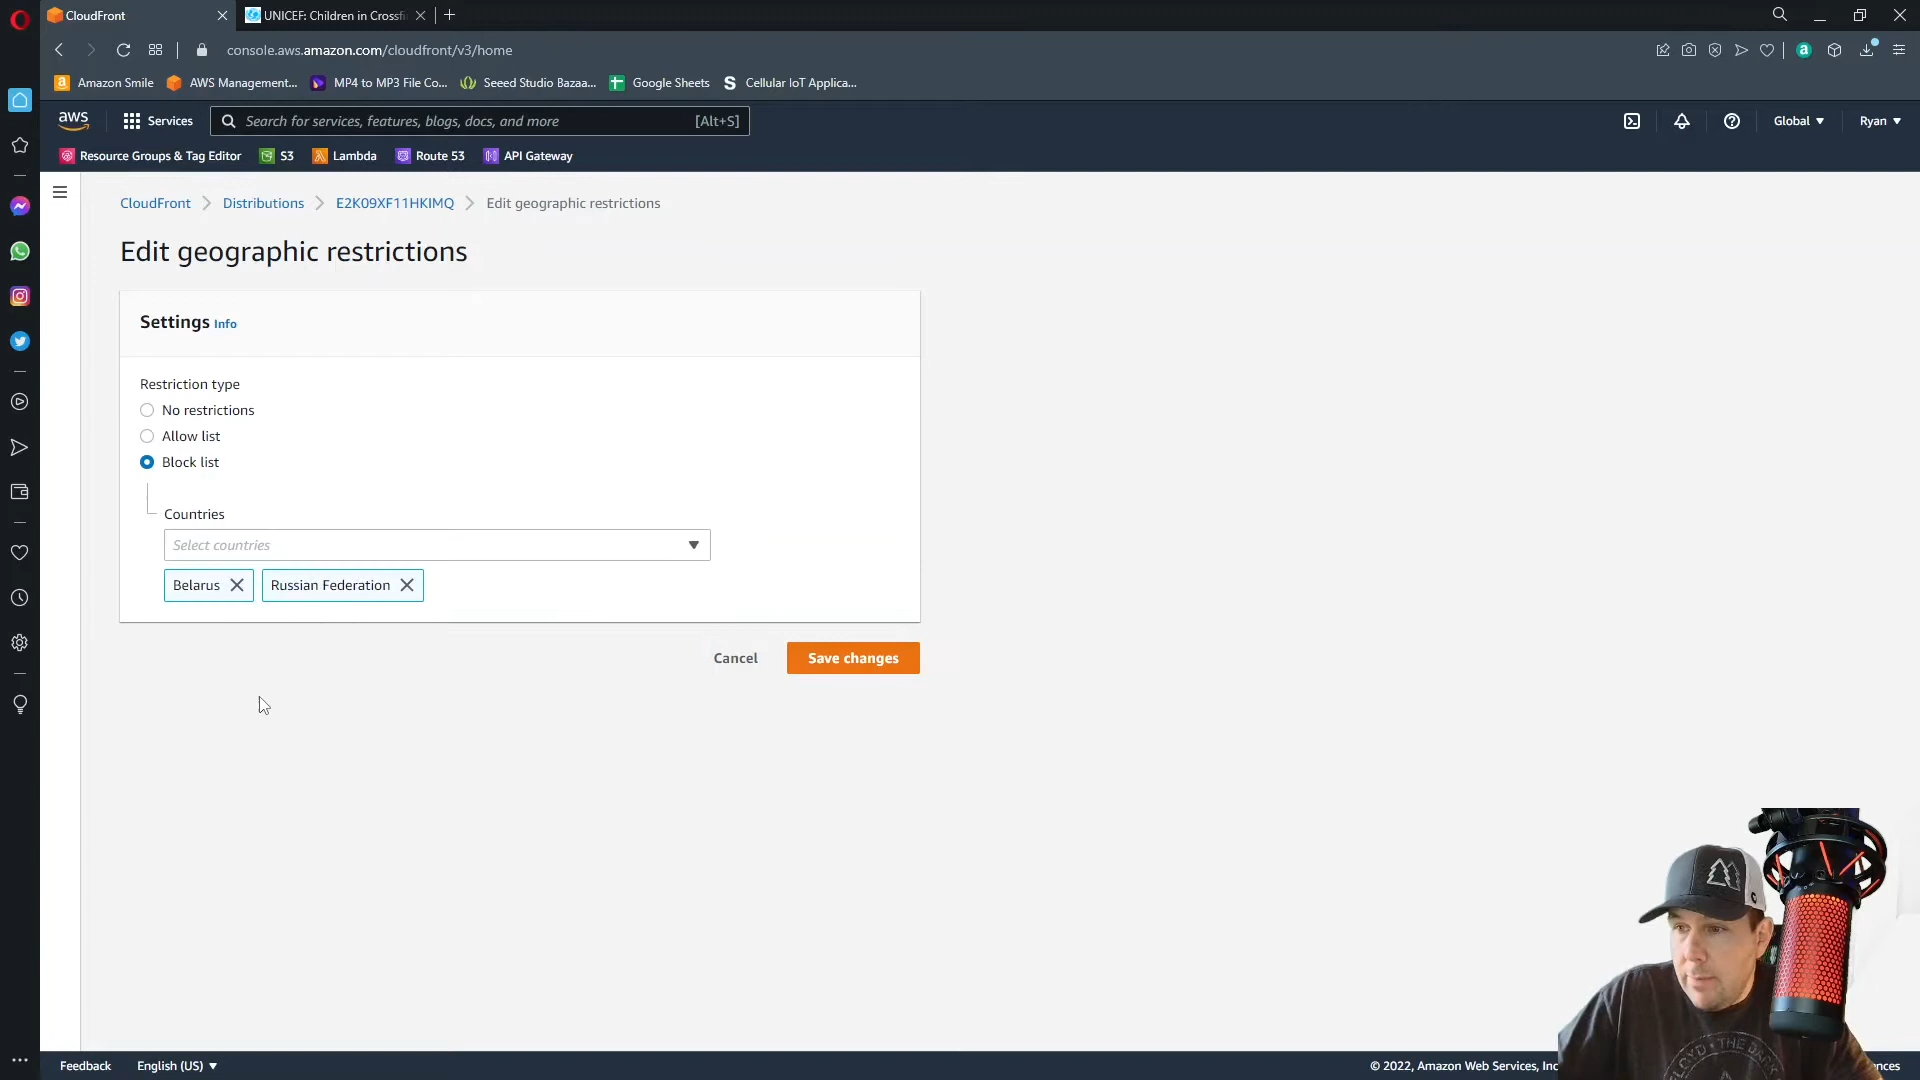 CloudFront
UNICEF: Children in Crossfi
console.aws.amazon.com/cloudfront/v3/home
Amazon Smile
AWS Management...
MP4 to MP3 File Co...
Seeed Studio Bazaa...
Google Sheets
Cellular IoT Applica...
aws
Services
Search for services, features, blogs, docs, and more
[Alt+S]
Global
Ryan
Resource Groups & Tag Editor
S3
Lambda
Route 53
API Gateway
CloudFront
Distributions
E2K09XF11HKIMQ
Edit geographic restrictions
Edit geographic restrictions
Settings Info
Restriction type
No restrictions
Allow list
Block list
Countries
Select countries
Belarus
Russian Federation
Cancel
Save changes
Feedback
English (US)
© 2022, Amazon Web Services, Inc
ences